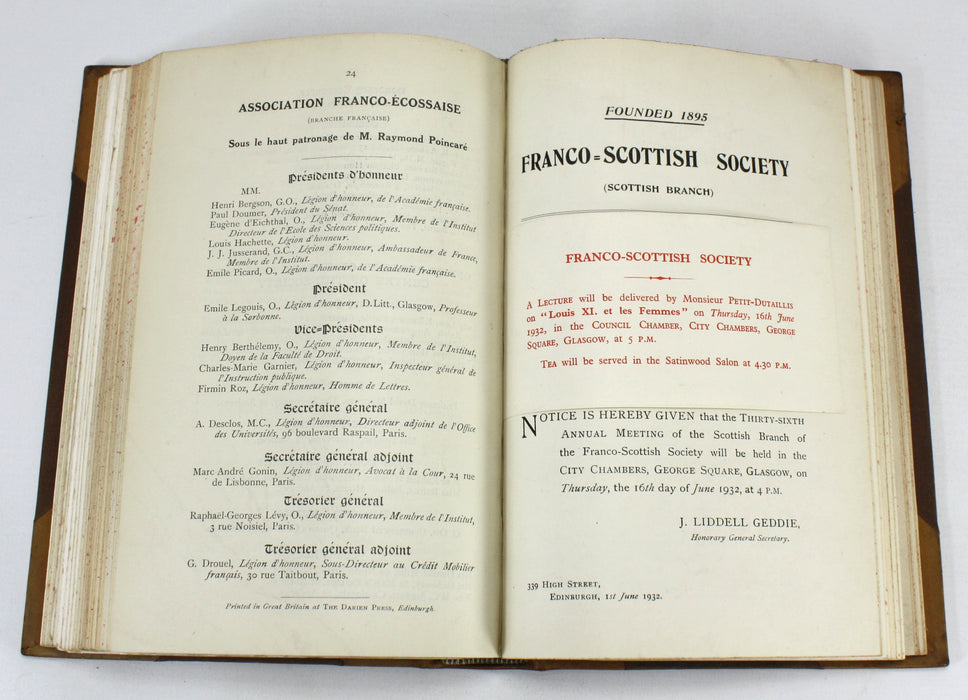 24
ASSOCIATION FRANCO-ÉCOSSAISE
(BRANCHE FRANÇAISE)
Sous le haut patronage de M. Raymond Poincaré
Présidents d'honneur
MM.
Henri Bergson, G.O., Légion d'honneur, de l'Académie française.
Paul Doumer, Président du Sénat.
Eugène d'Eichthal, O., Légion d'honneur, Membre de l'Institut
Directeur de l'Ecole des Sciences politiques.
Louis Hachette, Légion d'honneur.
J. J. Jusserand, G.C., Légion d'honneur, Ambassadeur de France,
Membre de l'Institut.
Emile Picard, O., Légion d'honneur, de l'Académie française.
Président
Emile Legouis, O., Légion d'honneur, D.Litt., Glasgow, Professeur
à la Sorbonne.
Vice=Présidents
Henry Berthélemy, O., Légion d'honneur, Membre de l'Institut,
Doyen de la Faculté de Droit.
Charles-Marie Garnier, Légion d'honneur, Inspecteur général de
l'Instruction publique.
Firmin Roz, Légion d'honneur, Homme de Lettres.
Secrétaire général
A. Desclos, M.C., Légion d'honneur, Directeur adjoint de l'Office
des Universités, 96 boulevard Raspail, Paris.
Secrétaire général adjoint
Marc-André Gonin, Légion d'honneur, Avocat à la Cour, 24 rue
de Lisbonne, Paris.
Trésorier général
Raphaël-Georges Lévy, O., Légion d'honneur, Membre de l'Institut,
3 rue Noisiel, Paris.
Trésorier général adjoint
G. Drouel, Légion d'honneur, Sous-Directeur au Crédit Mobilier
français, 30 rue Taitbout, Paris.
Printed in Great Britain at THE DARIEN PRESS, Edinburgh.
FOUNDED 1895
FRANCO=SCOTTISH SOCIETY
(SCOTTISH BRANCH)
FRANCO-SCOTTISH SOCIETY
A LECTURE will be delivered by Monsieur PETIT-DUTAILLIS
on "Louis XI. et les Femmes" on Thursday, 16th June
1932, in the COUNCIL CHAMBER, CITY CHAMBERS, GEORGE
SQUARE, GLASGOW, at 5 P.M.
TEA will be served in the Satinwood Salon at 4.30 P.M.
NOTICE IS HEREBY GIVEN that the THIRTY-SIXTH
ANNUAL MEETING of the Scottish Branch of
the Franco-Scottish Society will be held in the
CITY CHAMBERS, GEORGE SQUARE, GLASGOW, on
Thursday, the 16th day of June 1932, at 4 P.M.
J. LIDDELL GEDDIE,
Honorary General Secretary.
339 HIGH STREET,
EDINBURGH, 1st June 1932.